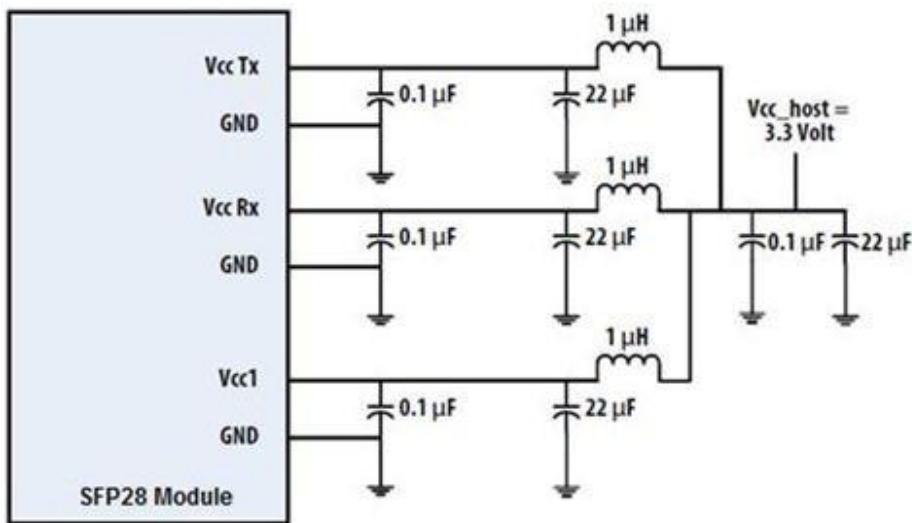 1 μH
Vcc Tx
0.1 μF
22 μF
GND
Vcc_host =
3.3 Volt
1 μH
Vcc Rx
0.1 μF
22 μF
0.1 μF
22 μF
GND
1 μH
Vcc1
0.1 μF
22 μF
GND
SFP28 Module